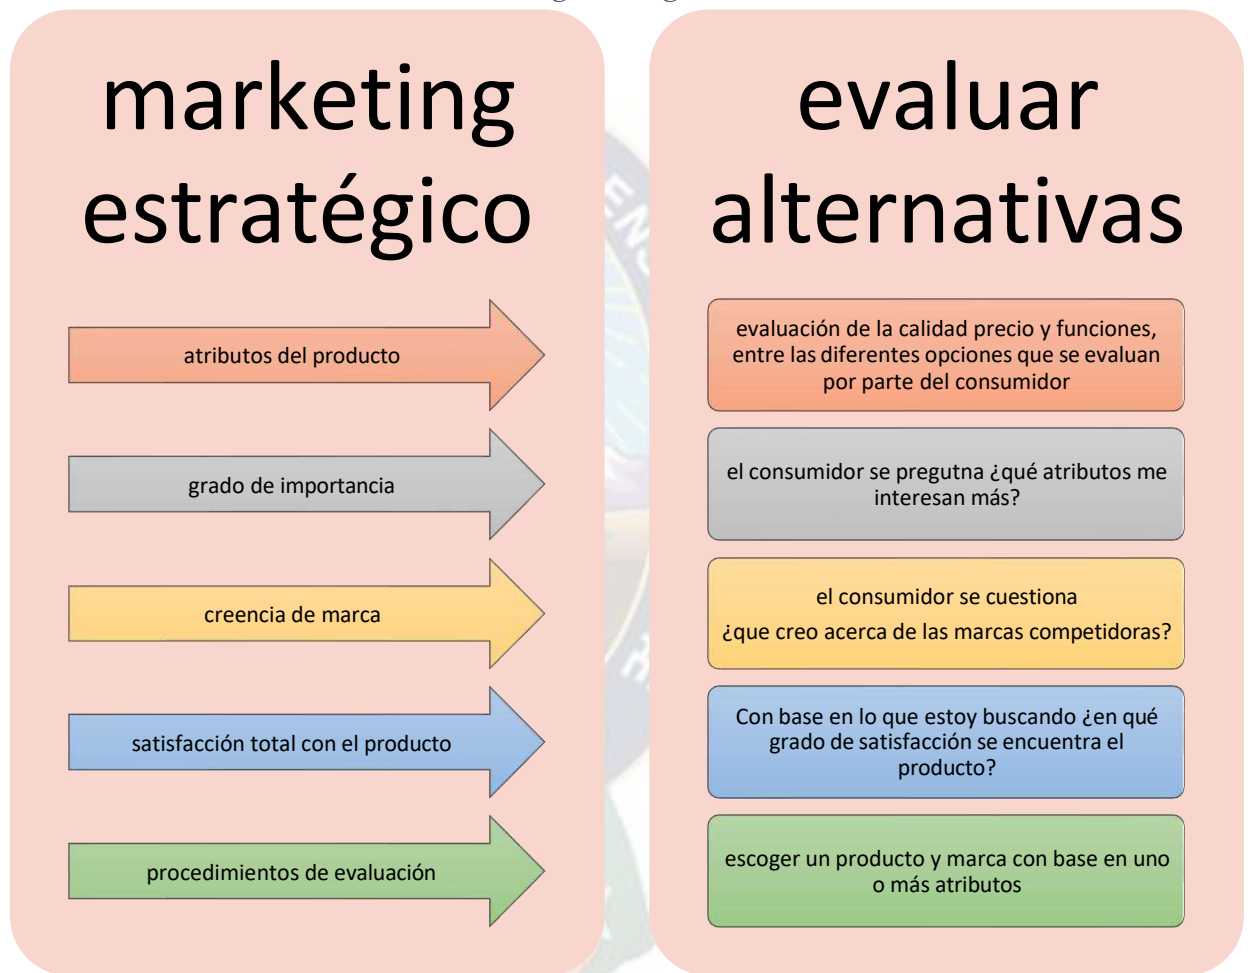 marketing
estratégico
atributos del producto
grado de importancia
creencia de marca
satisfacción total con el producto
procedimientos de evaluación
evaluar
alternativas
evaluación de la calidad precio y funciones,
entre las diferentes opciones que se evaluan
por parte del consumidor
el consumidor se pregutna ¿qué atributos me
interesan más?
el consumidor se cuestiona
¿que creo acerca de las marcas competidoras?
Con base en lo que estoy buscando ¿en qué
grado de satisfacción se encuentra el
producto?
escoger un producto y marca con base en uno
o más atributos